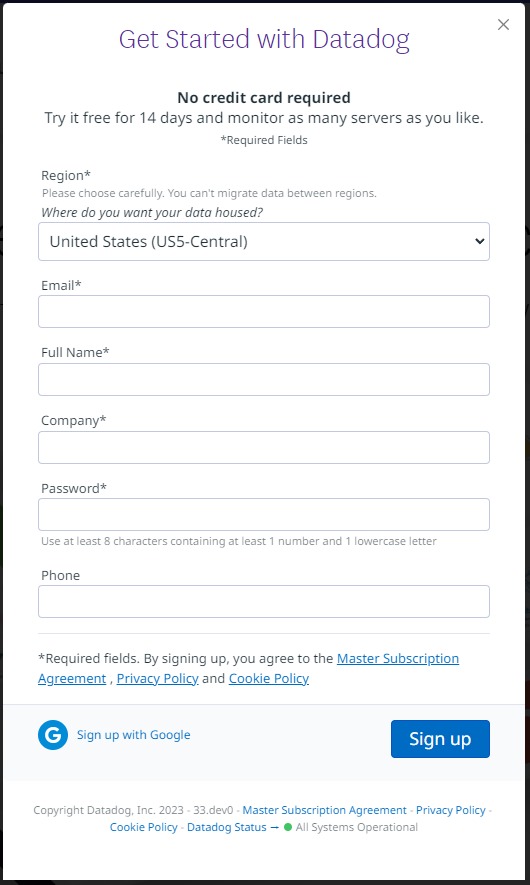 Get Started with Datadog
No credit card required
Try it free for 14 days and monitor as many servers as you like.
*Required Fields
Region*
Please choose carefully. You can't migrate data between regions.
Where do you want your data housed?
United States (US5-Central)
Email*
Full Name*
Company*
Password*
Use at least 8 characters containing at least 1 number and 1 lowercase letter
Phone
*Required fields. By signing up, you agree to the Master Subscription
Agreement , Privacy Policy and Cookie Policy
G Sign up with Google
Sign up
Copyright Datadog, Inc. 2023 - 33.dev0 - Master Subscription Agreement - Privacy Policy -
Cookie Policy - Datadog Status → All Systems Operational